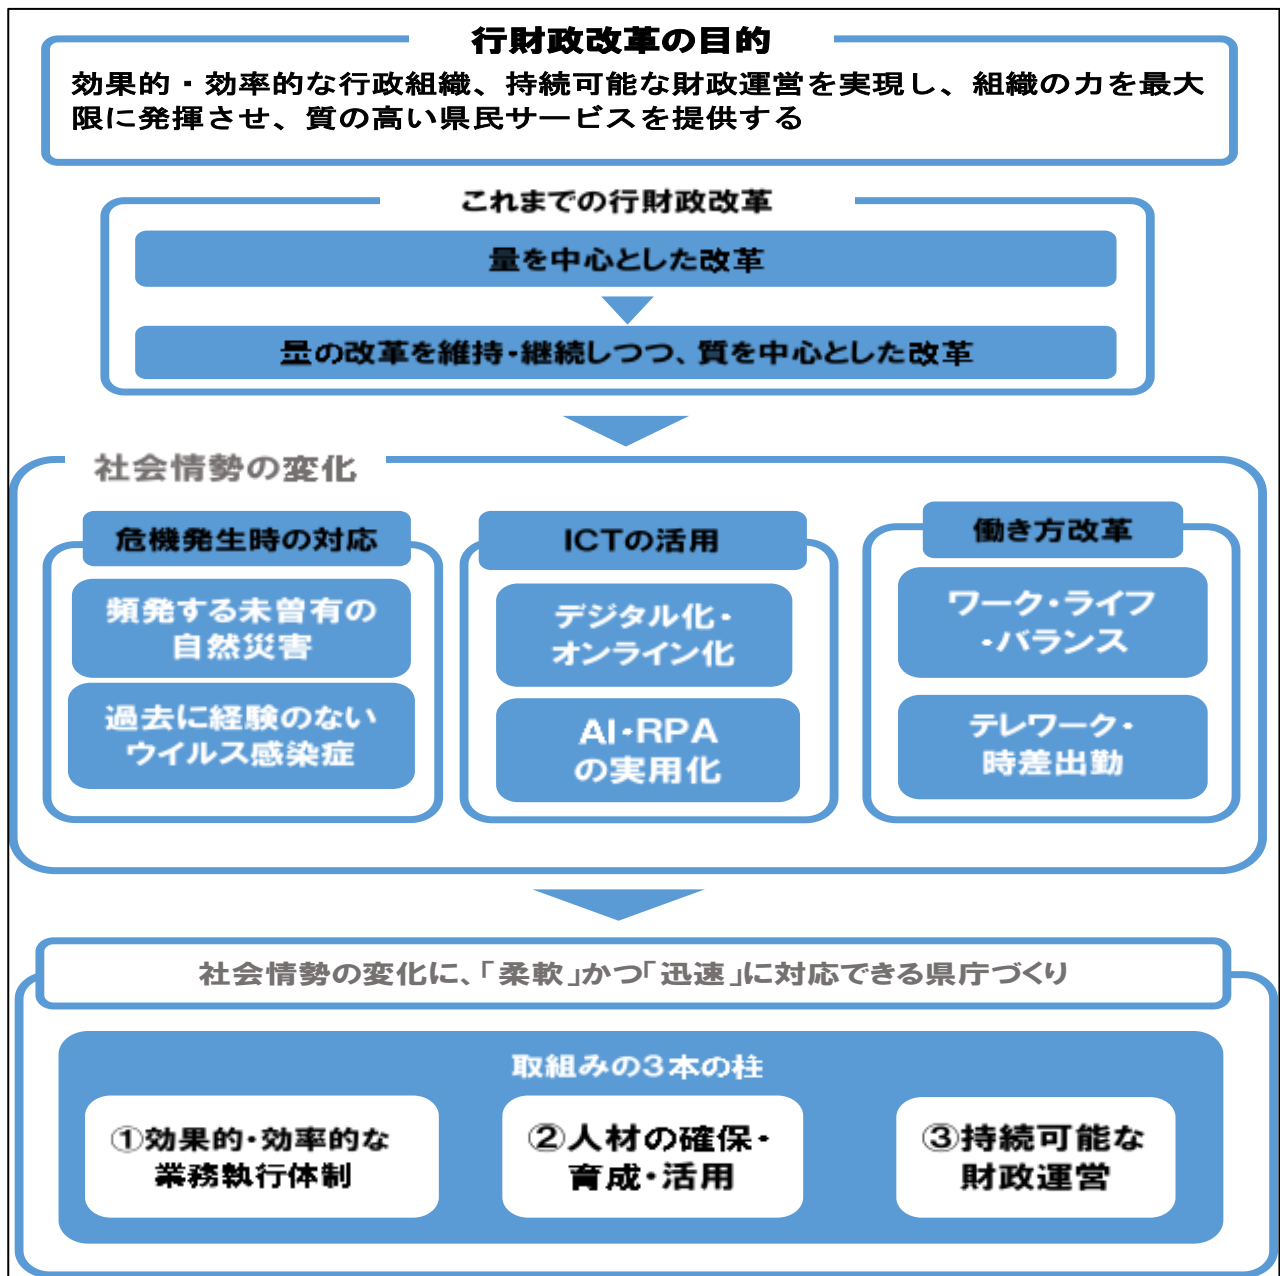 行財政改革の目的
効果的・効率的な行政組織、持続可能な財政運営を実現し、組織の力を最大
限に発揮させ、質の高い県民サービスを提供する
これまでの行財政改革
量を中心とした改革
量の改革を維持・継続しつつ、質を中心とした改革
社会情勢の変化
危機発生時の対応
頻発する未曽有の
自然災害
過去に経験のない
ウイルス感染症
ICTの活用
デジタル化・
オンライン化
AI・RPA
の実用化
働き方改革
ワーク・ライフ
・バランス
テレワーク・
時差出勤
社会情勢の変化に、「柔軟」かつ「迅速」に対応できる県庁づくり
取組みの3本の柱
①効果的・効率的な
業務執行体制
②人材の確保・
育成・活用
③持続可能な
財政運営